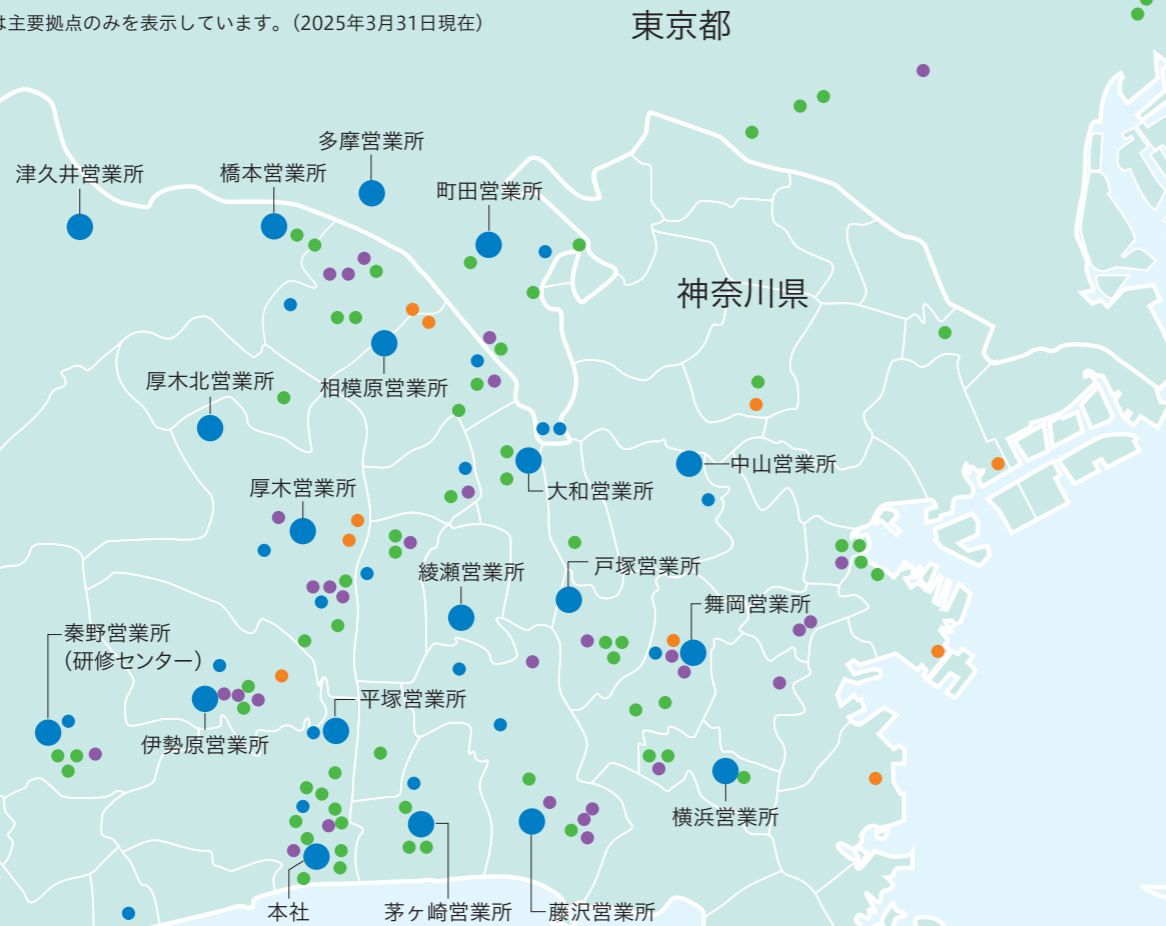 は主要拠点のみを表示しています。（2025年3月31日現在）
東京都
多摩営業所
津久井営業所
橋本営業所
町田営業所
神奈川県
厚木北営業所
相模原営業所
中山営業所
厚木営業所
大和営業所
綾瀬営業所
戸塚営業所
舞岡営業所
秦野営業所
（研修センター）
平塚営業所
伊勢原営業所
横浜営業所
本社
茅ヶ崎営業所
藤沢営業所